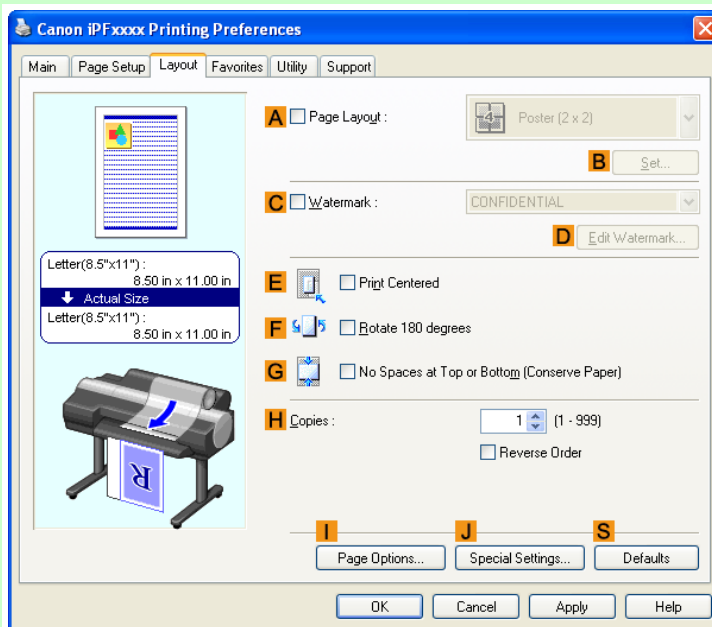 Canon iPFxxxx Printing Preferences
Main Page Setup Layout Favorites Utility Support
A Page Layout : 4 Poster (2 x 2)
B Set...
C Watermark : CONFIDENTIAL
D Edit Watermark...
Letter(8.5"x11") :
8.50 in x 11.00 in
Actual Size
Letter(8.5"x11") :
8.50 in x 11.00 in
E Print Centered
F Rotate 180 degrees
G No Spaces at Top or Bottom (Conserve Paper)
H Copies : 1 (1 - 999)
Reverse Order
R
I J S
Page Options... Special Settings... Defaults
OK Cancel Apply Help